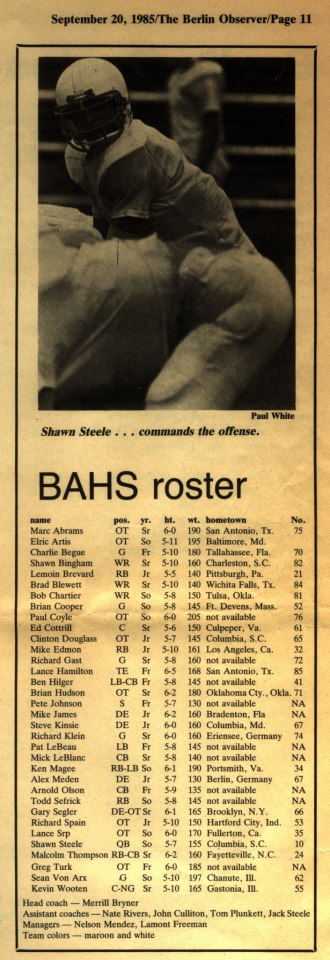 September 20, 1985/The Berlin Observer/Page 11
Paul White
Shawn Steele . . . commands the offense.
BAHS roster
name pos. yr. ht. wt. hometown No.
Marc Abrams OT Sr 6-0 190 San Antonio, Tx. 75
Elric Artis OT So 5-11 195 Baltimore, Md.
Charlie Begue G Fr 5-10 180 Tallahassee, Fla. 70
Shawn Bingham WR Sr 5-10 160 Charleston, S.C. 82
Lemoin Brevard RB Jr 5-5 140 Pittsburgh, Pa. 21
Brad Blewett WR Sr 5-10 140 Wichita Falls, Tx. 84
Bob Chartier WR So 5-8 150 Tulsa, Okla. 81
Brian Cooper G So 5-8 145 Ft. Devens, Mass. 52
Paul Coyle OT So 6-0 205 not available 76
Ed Cottrill C Sr 5-6 150 Culpeper, Va. 61
Clinton Douglass OT Jr 5-7 145 Columbia, S.C. 65
Mike Edmon RB Jr 5-10 161 Los Angeles, Ca. 32
Richard Gast G Sr 5-8 160 not available 72
Lance Hamilton TE Fr 6-5 168 San Antonio, Tx. 85
Ben Hilger LB-CB Fr 5-8 145 not available 41
Brian Hudson OT Sr 6-2 180 Oklahoma Cty., Okla. 71
Pete Johnson S Fr 5-7 130 not available NA
Mike James DE Jr 6-2 160 Bradenton, Fla NA
Steve Kinsie DE Jr 6-0 160 Columbia, Md. 67
Richard Klein G Sr 6-0 160 Eriensee, Germany 74
Pat LeBeau LB Fr 5-8 145 not available NA
Mick LeBlanc CB Sr 5-8 140 not available NA
Ken Magee RB-LB So 6-1 190 Portsmith, Va. 34
Alex Meden DE Jr 5-7 130 Berlin, Germany 67
Arnold Olson CB Fr 5-9 135 not available NA
Todd Sefrick RB So 5-8 145 not available NA
Gary Segler DE-OT Sr 6-1 165 Brooklyn, N.Y. 66
Richard Spain OT Jr 5-10 150 Hartford City, Ind. 53
Lance Srp OT So 6-0 170 Fullerton, Ca. 35
Shawn Steele QB So 5-7 155 Columbia, S.C. 10
Malcolm Thompson RB-CB Sr 6-2 160 Fayetteville, N.C. 24
Greg Turk OT Fr 6-0 185 not available NA
Sean Von Arx G So 5-10 197 Chanute, Ill. 62
Kevin Wooten C-NG Sr 5-10 165 Gastonia, Ill. 55
Head coach — Merrill Bryner
Assistant coaches — Nate Rivers, John Culliton, Tom Plunkett, Jack Steele
Managers — Nelson Mendez, Lamont Freeman
Team colors — maroon and white